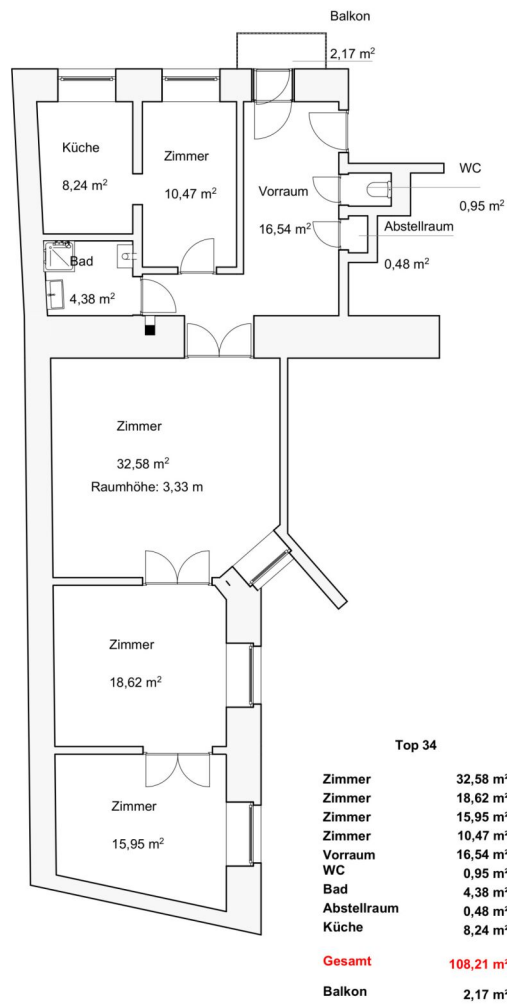 Balkon
2,17 m²
Küche
8,24 m²
Zimmer
10,47 m²
Vorraum
16,54 m²
WC
0,95 m²
Abstellraum
0,48 m²
Bad
4,38 m²
Zimmer
32,58 m²
Raumhöhe: 3,33 m
Zimmer
18,62 m²
Zimmer
15,95 m²
Top 34
Zimmer 32,58 m²
Zimmer 18,62 m²
Zimmer 15,95 m²
Zimmer 10,47 m²
Vorraum 16,54 m²
WC 0,95 m²
Bad 4,38 m²
Abstellraum 0,48 m²
Küche 8,24 m²
Gesamt 108,21 m²
Balkon 2,17 m²